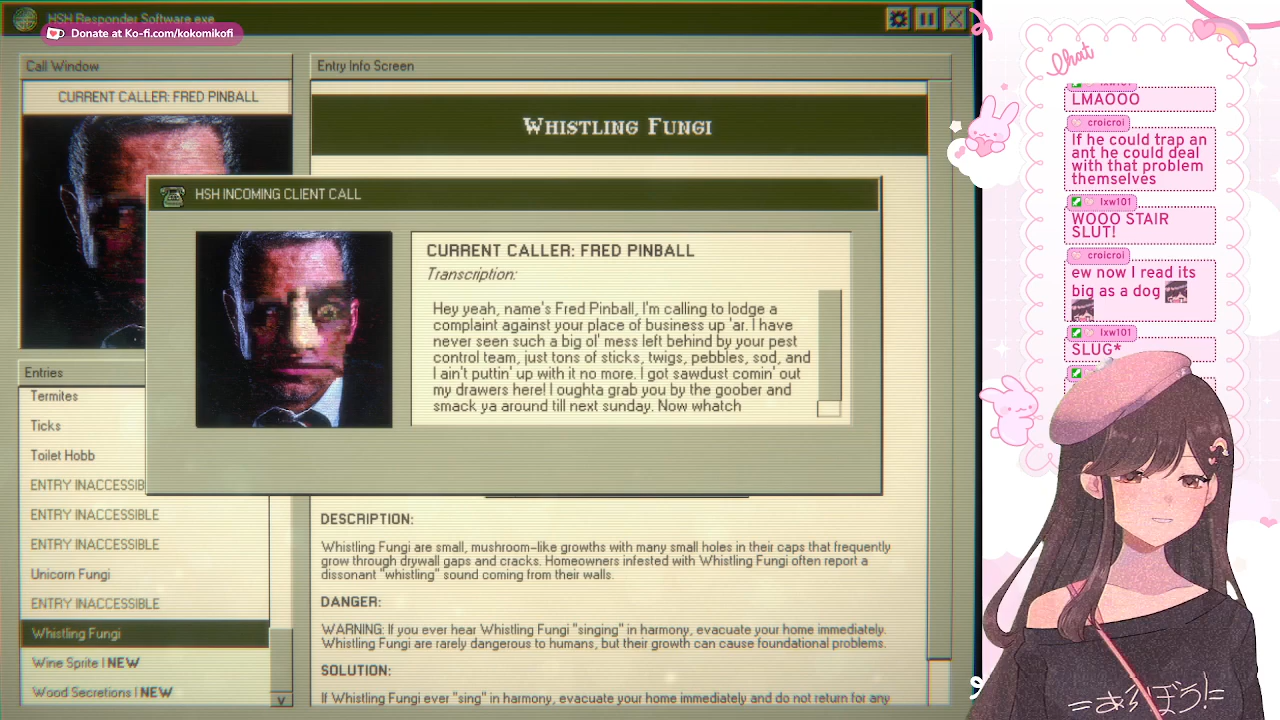 HSH Responder Software.exe
Donate at Ko-fi.com/kokomikofi
Call Window
CURRENT CALLER: FRED PINBALL
Entry Info Screen
WHISTLING FUNGI
HSH INCOMING CLIENT CALL
CURRENT CALLER: FRED PINBALL
Transcription:
Hey yeah, name's Fred Pinball, I'm calling to lodge a
complaint against your place of business up 'ar. I have
never seen such a big ol' mess left behind by your pest
control team, just tons of sticks, twigs, pebbles, sod, and
I ain't puttin' up with it no more. I got sawdust comin' out
my drawers here! I oughta grab you by the goober and
smack ya around till next sunday. Now whatch
Entries
Termites
Ticks
Toilet Hobb
ENTRY INACCESSIB
ENTRY INACCESSIBLE
ENTRY INACCESSIBLE
Unicorn Fungi
ENTRY INACCESSIBLE
Whistling Fungi
Wine Sprite | NEW
Wood Secretions | NEW
V
DESCRIPTION:
Whistling Fungi are small, mushroom-like growths with many small holes in their caps that frequently
grow through drywall gaps and cracks. Homeowners infested with Whistling Fungi often report a
dissonant "whistling" sound coming from their walls.
DANGER:
WARNING: If you ever hear Whistling Fungi "singing" in harmony, evacuate your home immediately.
Whistling Fungi are rarely dangerous to humans, but their growth can cause foundational problems.
SOLUTION:
If Whistling Fungi ever "sing" in harmony, evacuate your home immediately and do not return for any
Chat
lxw101
LMAOOO
croicroi
If he could trap an
ant he could deal
with that problem
themselves
lxw101
WOOO STAIR
SLUT!
croicroi
ew now I read its
big as a dog
lxw101
SLUG*